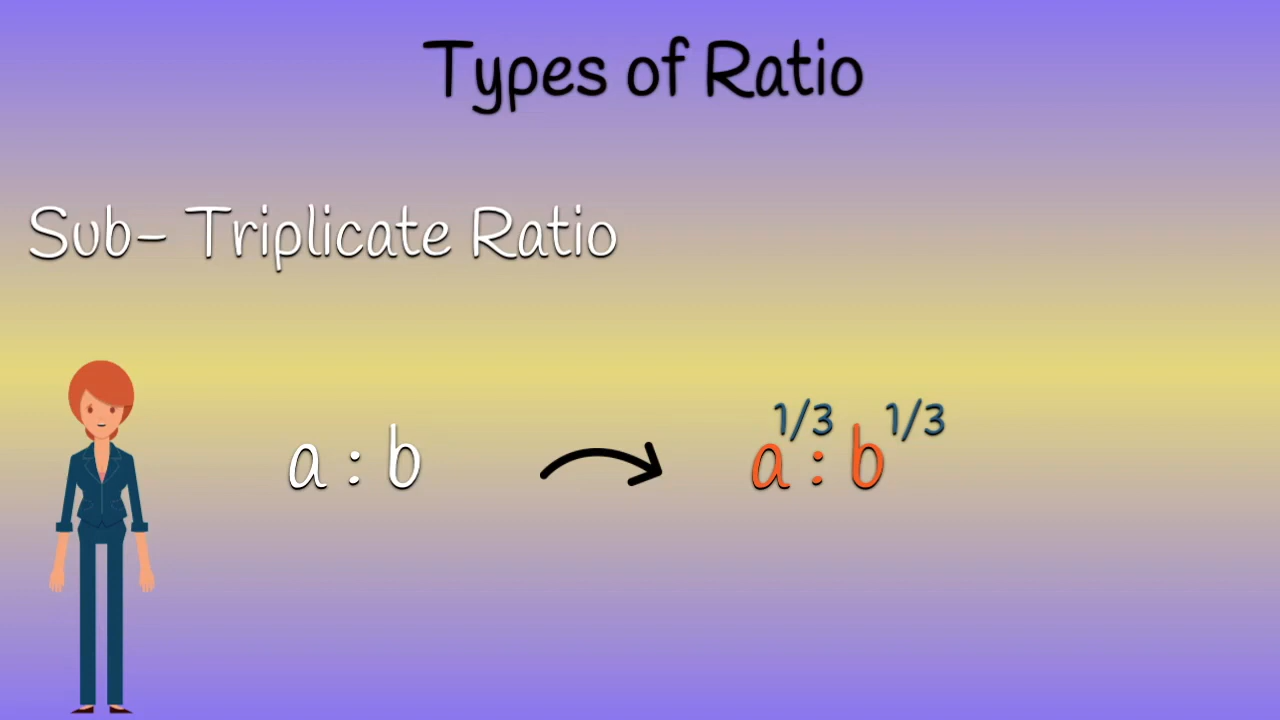 Types of Ratio
Sub- Triplicate Ratio
a : b
a^1/3 : b^1/3